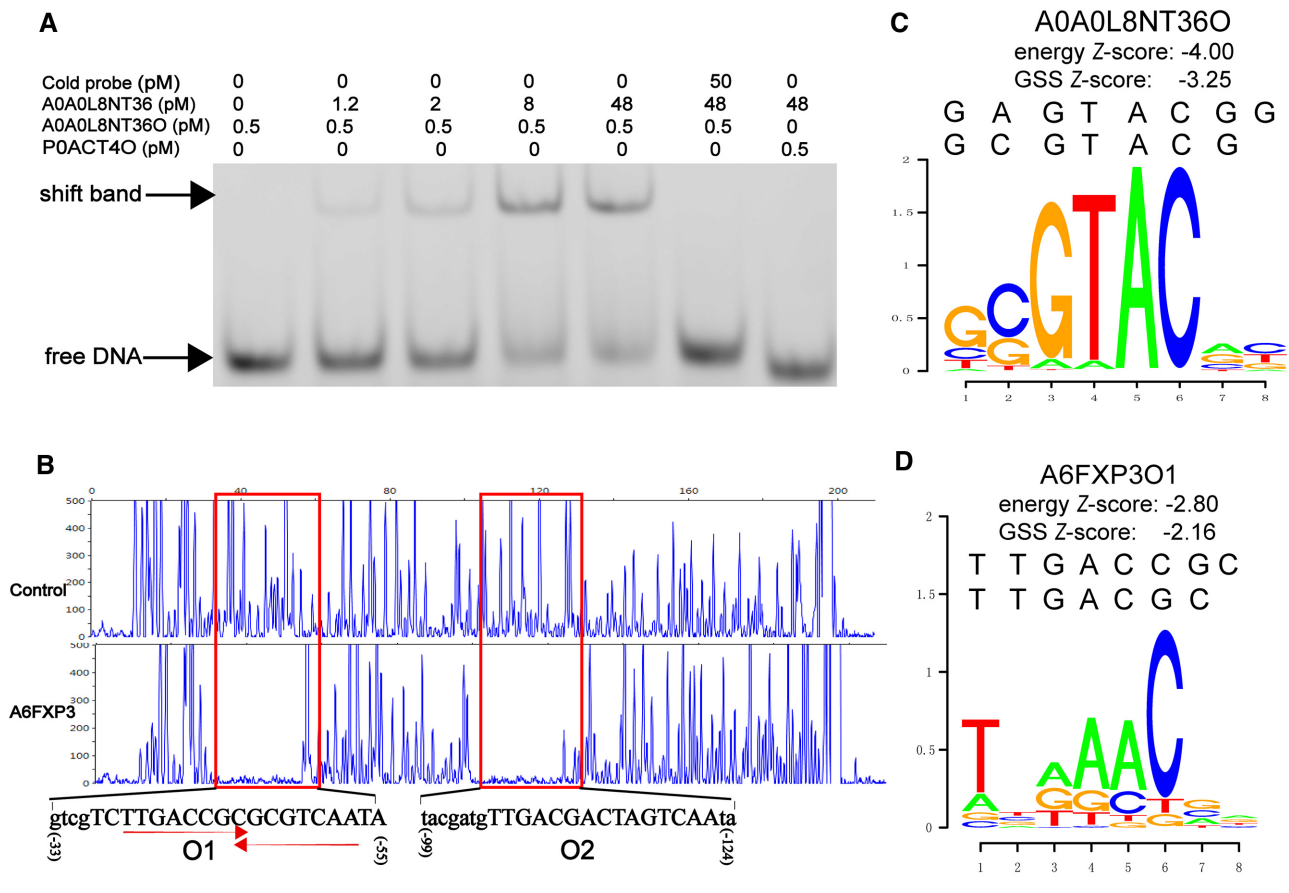 A
Cold probe (pM) 0 0 0 0 0 50 0
A0A0L8NT36 (pM) 0 1.2 2 8 48 48 48
A0A0L8NT36O (pM) 0.5 0.5 0.5 0.5 0.5 0.5 0
P0ACT4O (pM) 0 0 0 0 0 0 0.5
shift band
free DNA
B
0 40 80 120 160 200
500
400
300
200
100
0
Control
500
400
300
200
100
0
A6FXP3
gtcgTCTTGACCGCGCGTCAATA tacgatgTTGACGACTAGTCAAta
(-33) O1 (-55) (-99) O2 (-124)
C
A0A0L8NT36O
energy Z-score: -4.00
GSS Z-score: -3.25
G A G T A C G G
G C G T A C G
2
1.5
1
0.5
0
GCGTACAC
CGAAGT
TTCG
1 2 3 4 5 6 7 8
D
A6FXP3O1
energy Z-score: -2.80
GSS Z-score: -2.16
T T G A C C G C
T T G A C G C
2
1.5
1
0.5
0
T A A A C
A G G C T G
1 2 3 4 5 6 7 8